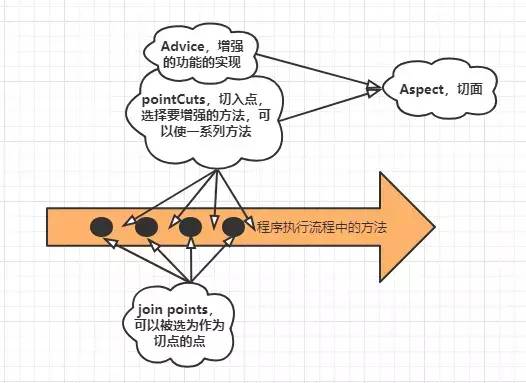 Advice，增强
的功能的实现
pointCuts，切入点，
选择要增强的方法，可
以使一系列方法
Aspect，切面
程序执行流程中的方法
join points，
可以被选为作为
切点的点